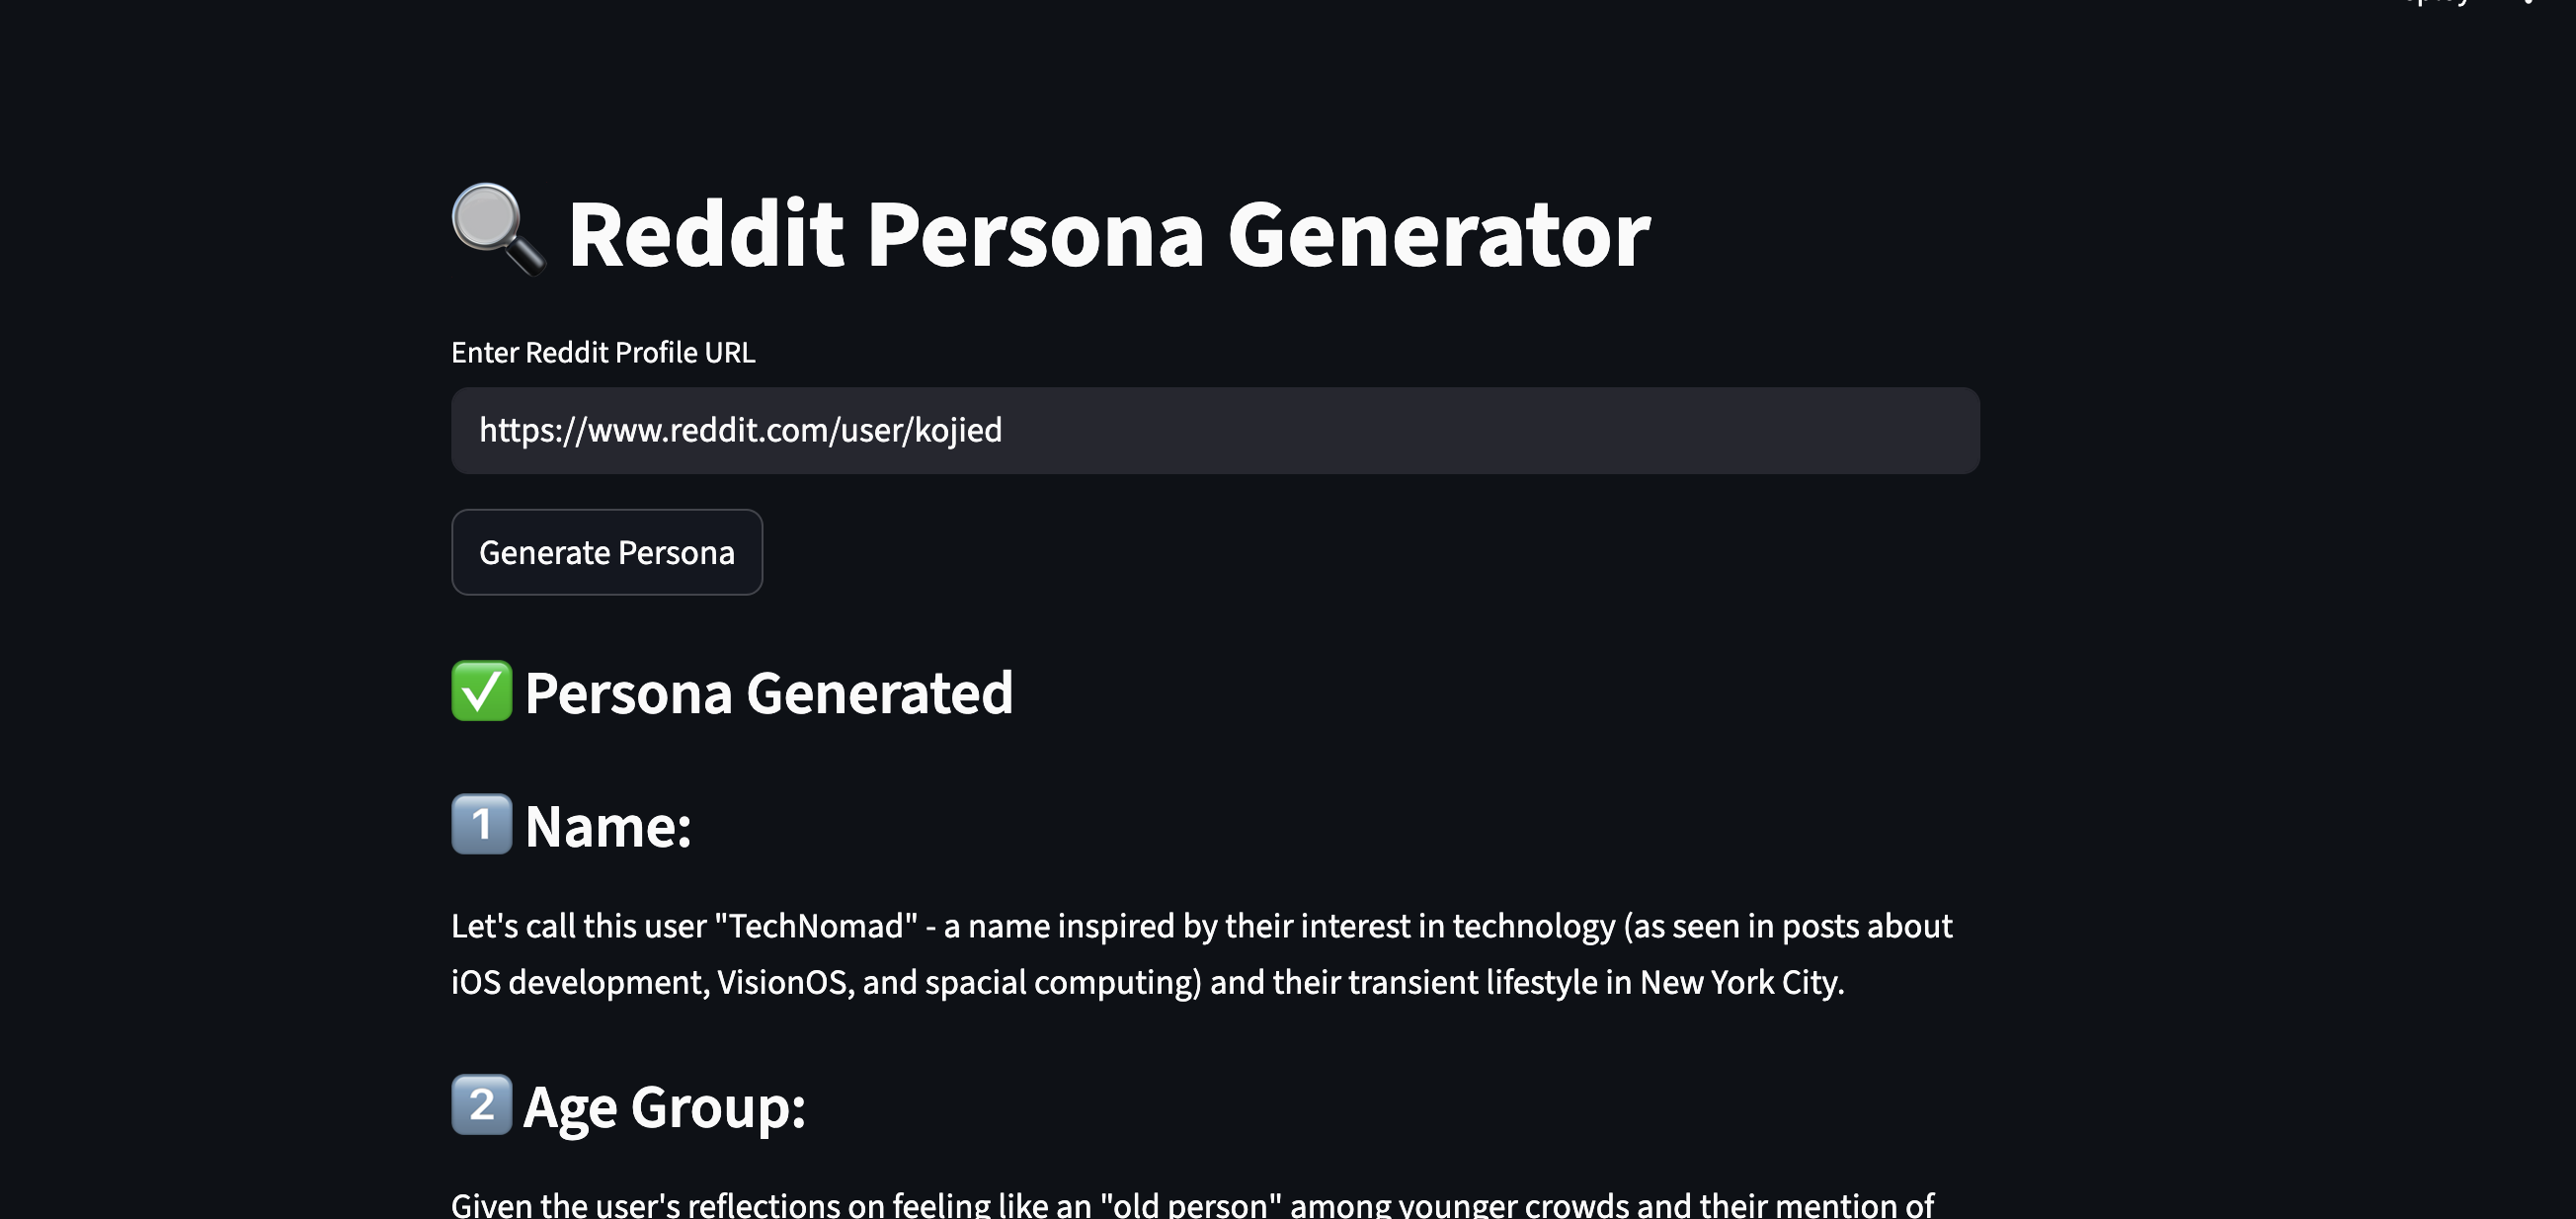 🔍 Reddit Persona Generator
Enter Reddit Profile URL
https://www.reddit.com/user/kojied
Generate Persona
✅ Persona Generated
1️⃣ Name:
Let's call this user "TechNomad" - a name inspired by their interest in technology (as seen in posts about
iOS development, VisionOS, and spacial computing) and their transient lifestyle in New York City.
2️⃣ Age Group:
Given the user's reflections on feeling like an "old person" among younger crowds and their mention of